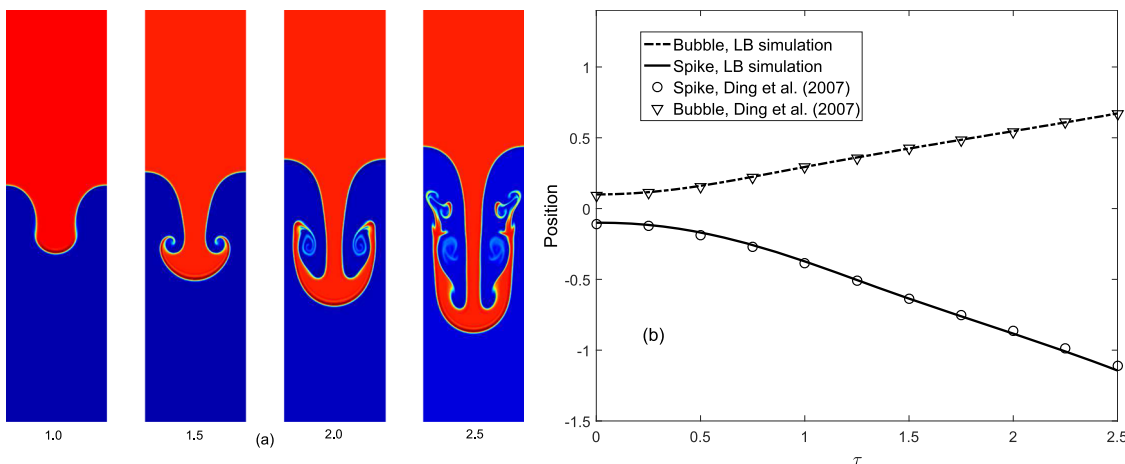 1.0
1.5
(a)
2.0
2.5
Bubble, LB simulation
Spike, LB simulation
Spike, Ding et al. (2007)
Bubble, Ding et al. (2007)
Position
1
0.5
0
-0.5
-1
-1.5
(b)
0
0.5
1
1.5
2
2.5
τ